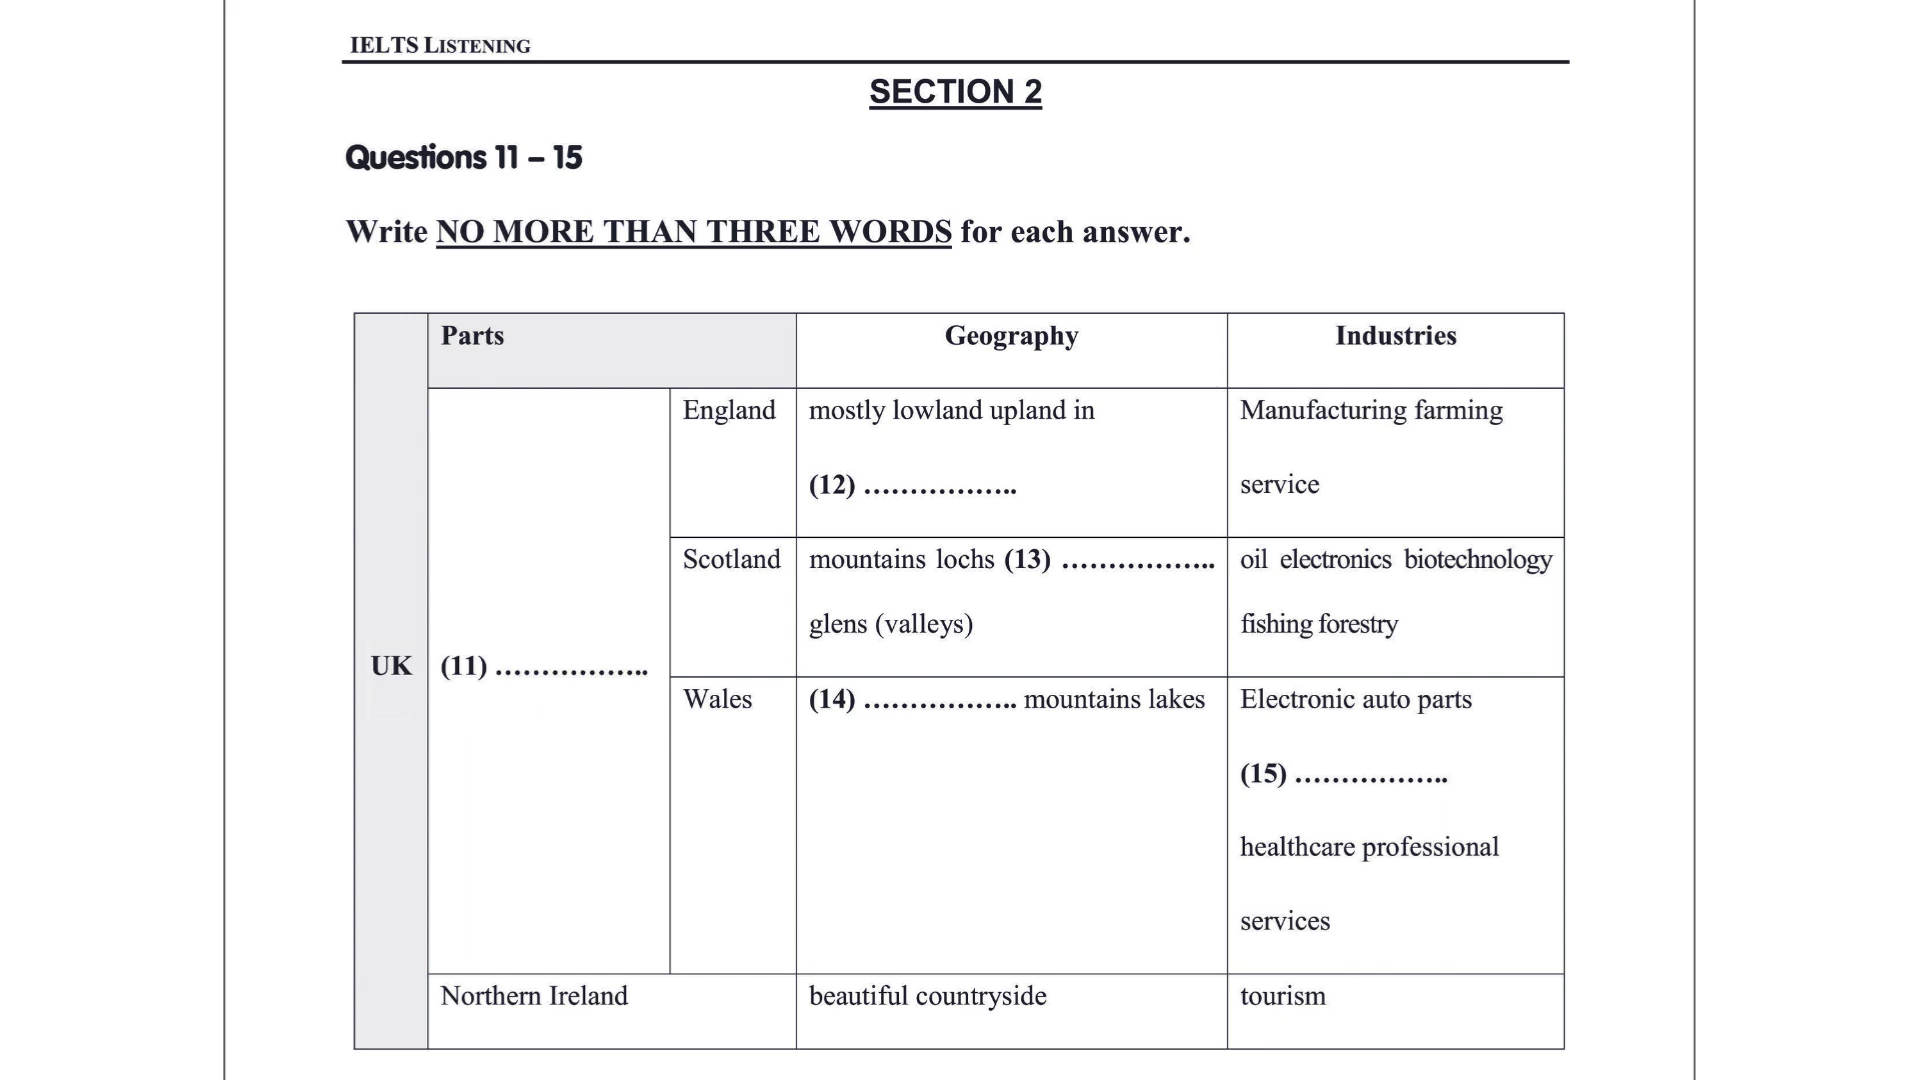 IELTS LISTENING
SECTION 2
Questions 11 – 15
Write NO MORE THAN THREE WORDS for each answer.
Parts
Geography
Industries
UK
(11) ……………..
England
mostly lowland upland in
(12) ……………..
Manufacturing farming
service
Scotland
mountains lochs (13) ……………..
glens (valleys)
oil electronics biotechnology
fishing forestry
Wales
(14) …………….. mountains lakes
Electronic auto parts
(15) ……………..
healthcare professional
services
Northern Ireland
beautiful countryside
tourism